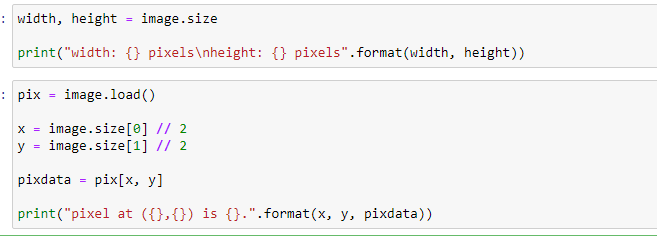 : width, height = image.size
print("width: {} pixels\nheight: {} pixels".format(width, height))
: pix = image.load()
x = image.size[0] // 2
y = image.size[1] // 2
pixdata = pix[x, y]
print("pixel at ({},{}) is {}.".format(x, y, pixdata))